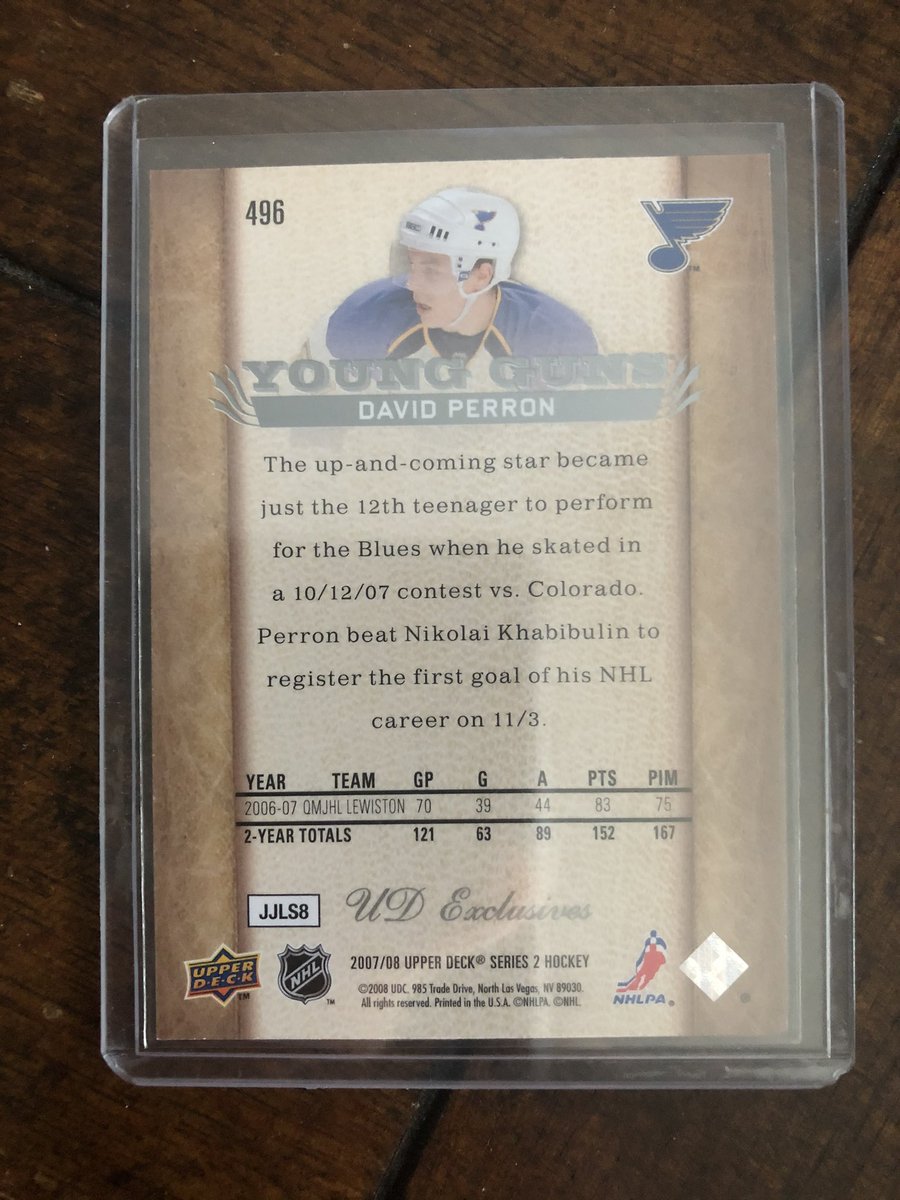 496
TM
YOUNG GUNS
DAVID PERRON
The up-and-coming star became
just the 12th teenager to perform
for the Blues when he skated in
a 10/12/07 contest vs. Colorado.
Perron beat Nikolai Khabibulin to
register the first goal of his NHL
career on 11/3.
YEAR TEAM GP G A PTS PIM
2006-07 QMJHL LEWISTON 70 39 44 83 75
2-YEAR TOTALS 121 63 89 152 167
JJLS8 UD Exclusives
UPPER
D·E·C·K TM
NHL TM
2007/08 UPPER DECK® SERIES 2 HOCKEY
©2008 UDC. 985 Trade Drive, North Las Vegas, NV 89030.
All rights reserved. Printed in the U.S.A. ©NHLPA. ©NHL.
NHLPA®